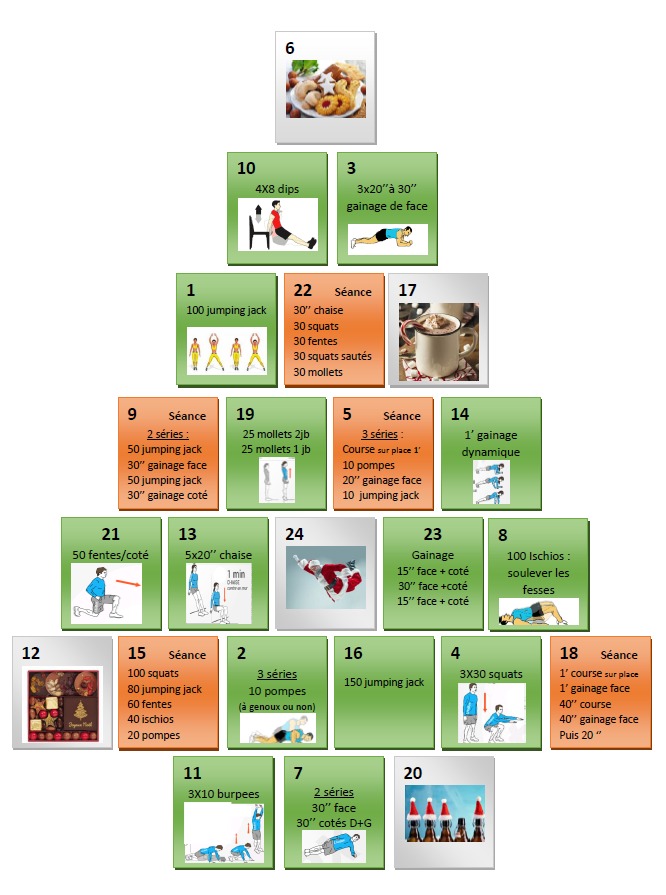 6
10
4X8 dips
3
3x20’’à 30’’
gainage de face
1
100 jumping jack
22 Séance
30’’ chaise
30 squats
30 fentes
30 squats sautés
30 mollets
17
9 Séance
2 séries :
50 jumping jack
30’’ gainage face
50 jumping jack
30’’ gainage coté
19
25 mollets 2jb
25 mollets 1 jb
5 Séance
3 séries :
Course sur place 1’
10 pompes
20’’ gainage face
10 jumping jack
14
1’ gainage
dynamique
21
50 fentes/coté
13
5x20’’ chaise
1 min
CHAISE
contre un mur
24
23
Gainage
15’’ face + coté
30’’ face +coté
15’’ face + coté
8
100 Ischios :
soulever les
fesses
12
Joyeux Noël
15 Séance
100 squats
80 jumping jack
60 fentes
40 ischios
20 pompes
2
3 séries
10 pompes
(à genoux ou non)
16
150 jumping jack
4
3X30 squats
18 Séance
1’ course sur place
1’ gainage face
40’’ course
40’’ gainage face
Puis 20 ‘’
11
3X10 burpees
7
2 séries
30’’ face
30’’ cotés D+G
20